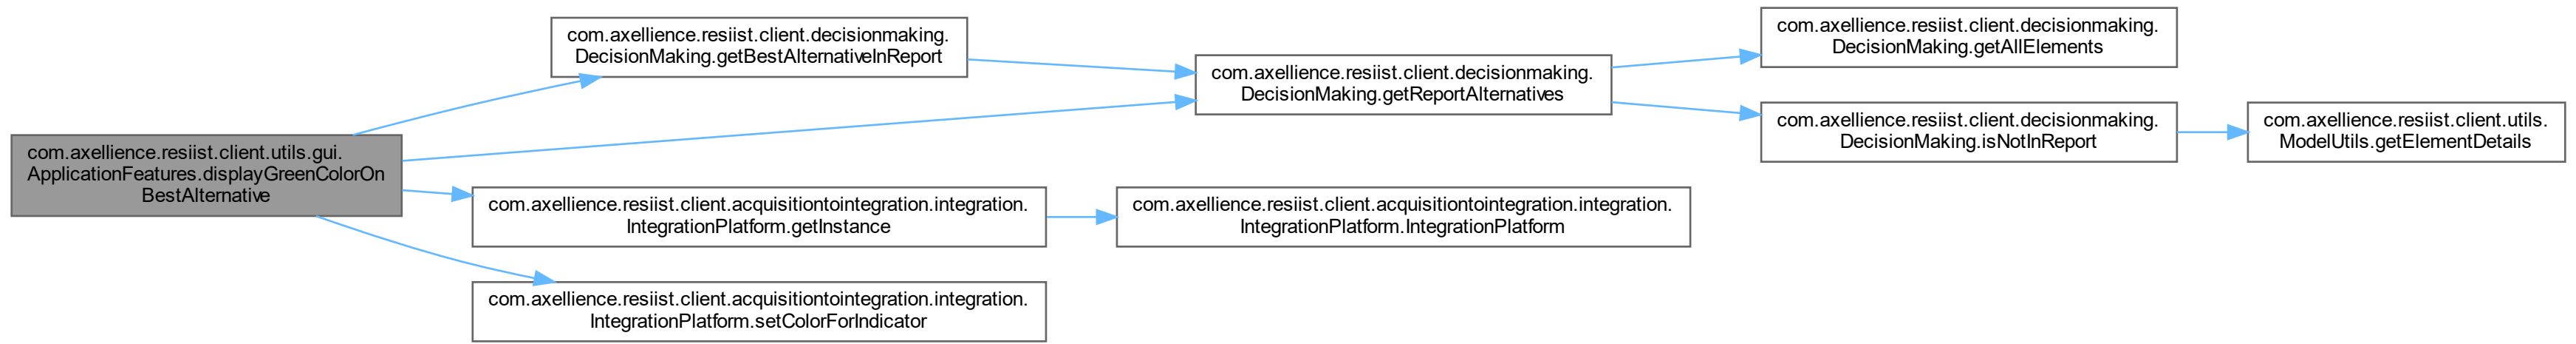 com.axellience.resiist.client.utils.gui.
ApplicationFeatures.displayGreenColorOn
BestAlternative
com.axellience.resiist.client.decisionmaking.
DecisionMaking.getBestAlternativeInReport
com.axellience.resiist.client.decisionmaking.
DecisionMaking.getReportAlternatives
com.axellience.resiist.client.decisionmaking.
DecisionMaking.getAllElements
com.axellience.resiist.client.decisionmaking.
DecisionMaking.isNotInReport
com.axellience.resiist.client.utils.
ModelUtils.getElementDetails
com.axellience.resiist.client.acquisitiontointegration.integration.
IntegrationPlatform.getInstance
com.axellience.resiist.client.acquisitiontointegration.integration.
IntegrationPlatform.IntegrationPlatform
com.axellience.resiist.client.acquisitiontointegration.integration.
IntegrationPlatform.setColorForIndicator